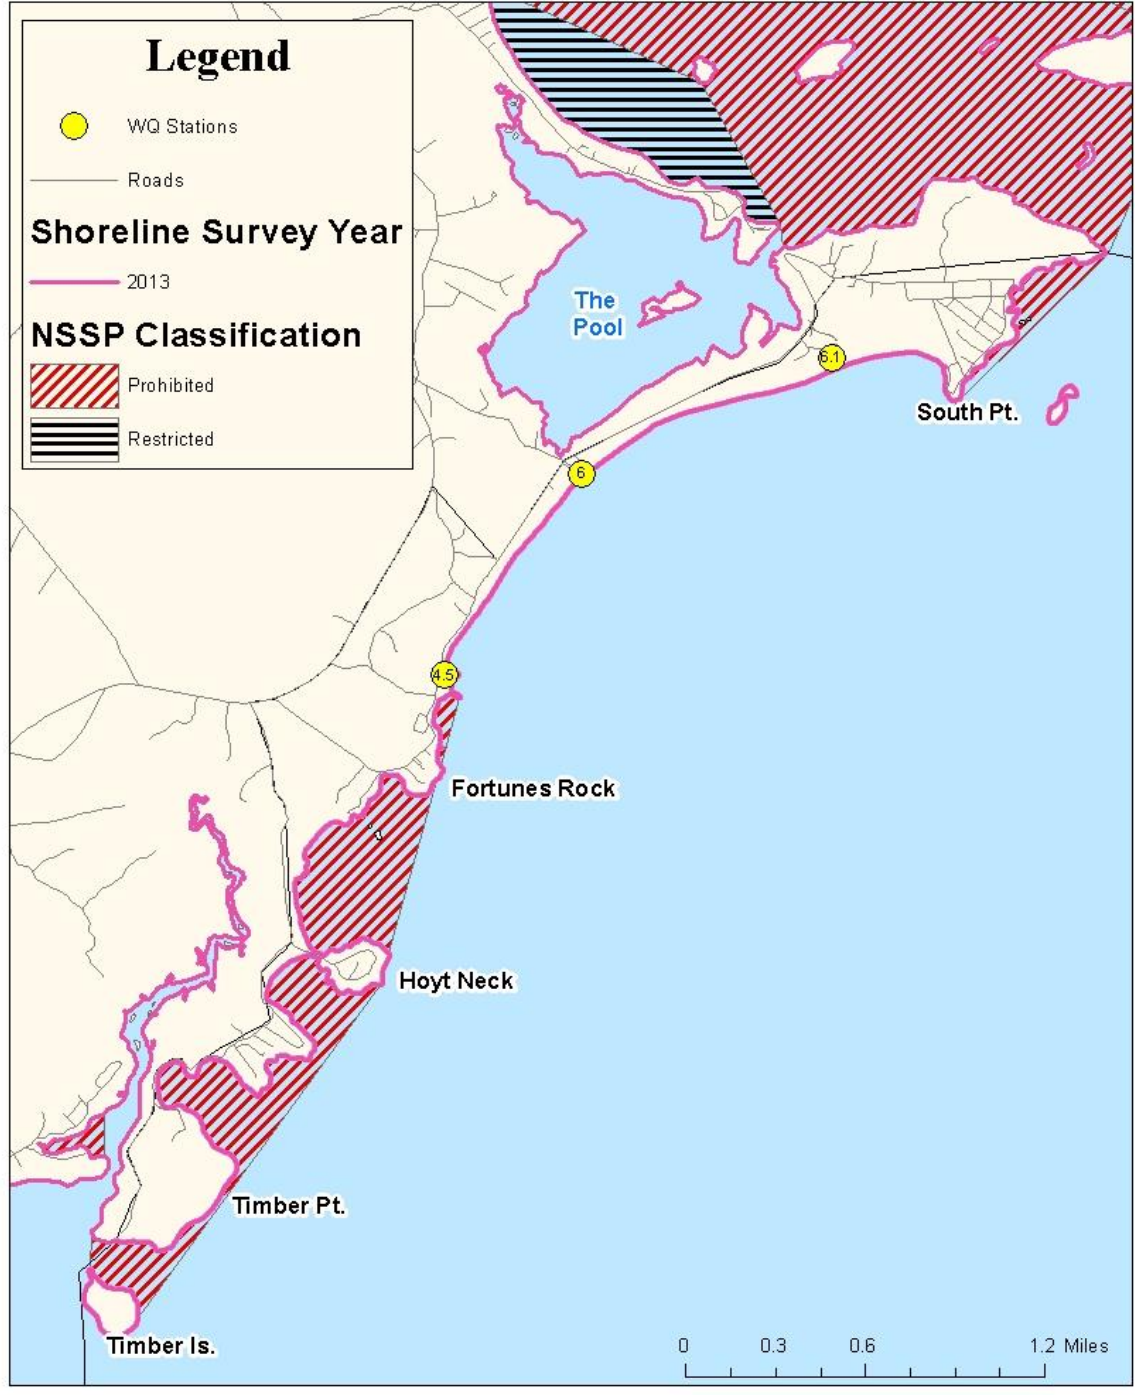 Legend
WQ Stations
Roads
Shoreline Survey Year
2013
NSSP Classification
Prohibited
Restricted
The
Pool
6.1
South Pt.
6
4.5
Fortunes Rock
Hoyt Neck
Timber Pt.
Timber Is.
0 0.3 0.6 1.2 Miles